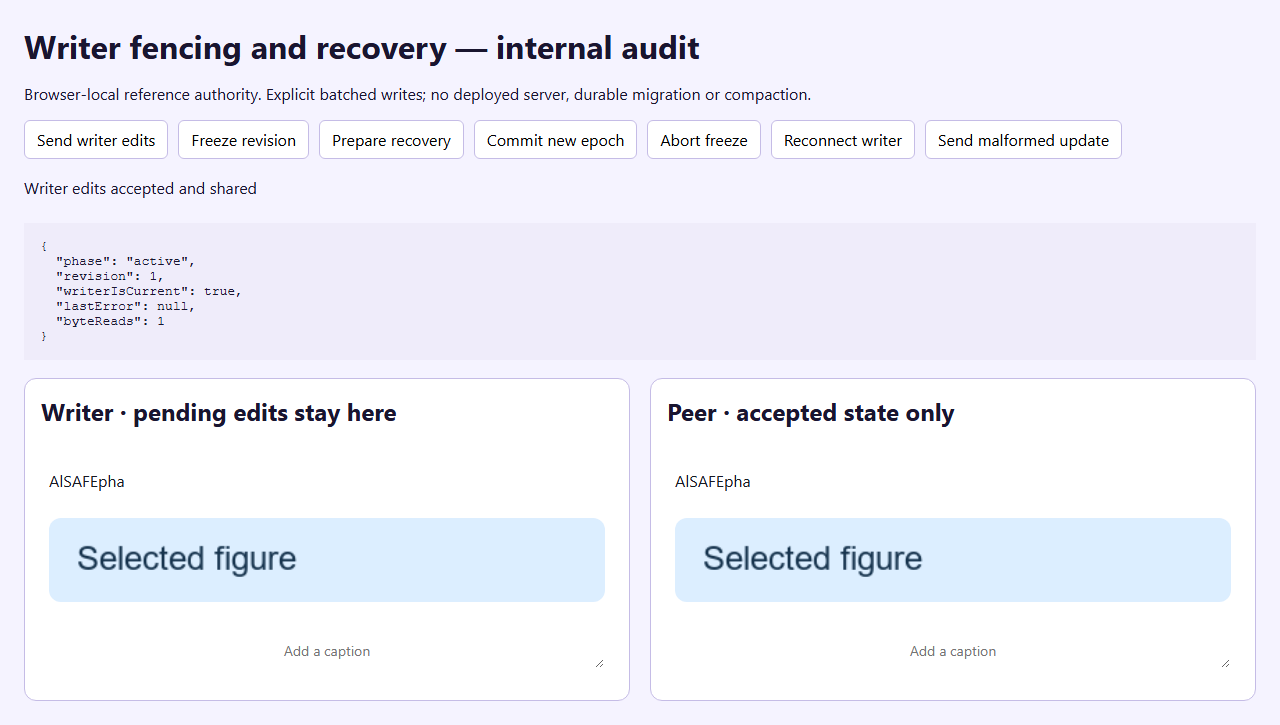 Writer fencing and recovery — internal audit
Browser-local reference authority. Explicit batched writes; no deployed server, durable migration or compaction.
Send writer edits Freeze revision Prepare recovery Commit new epoch Abort freeze Reconnect writer Send malformed update
Writer edits accepted and shared
{
"phase": "active",
"revision": 1,
"writerIsCurrent": true,
"lastError": null,
"byteReads": 1
}
Writer · pending edits stay here
AlSAFEpha
Selected figure
Add a caption
Peer · accepted state only
AlSAFEpha
Selected figure
Add a caption